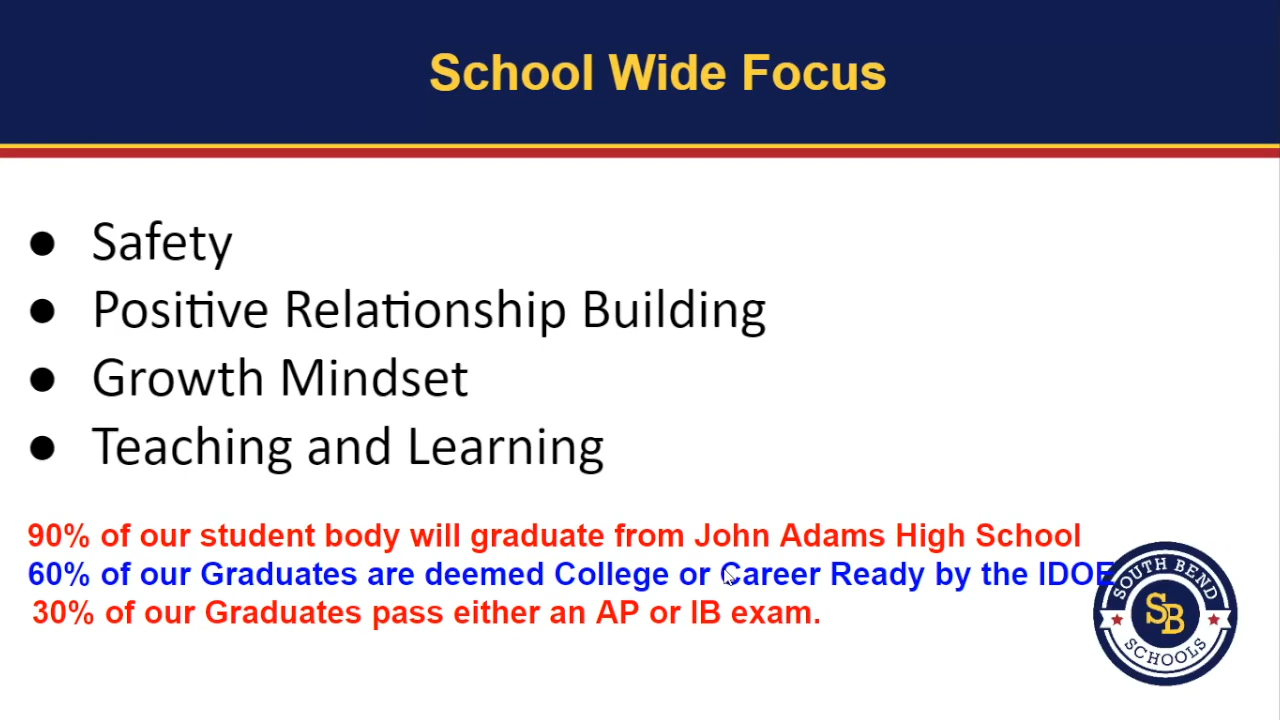 School Wide Focus
● Safety
● Positive Relationship Building
● Growth Mindset
● Teaching and Learning
90% of our student body will graduate from John Adams High School
60% of our Graduates are deemed College or Career Ready by the IDOE
30% of our Graduates pass either an AP or IB exam.
SOUTH BEND
SB
SCHOOLS